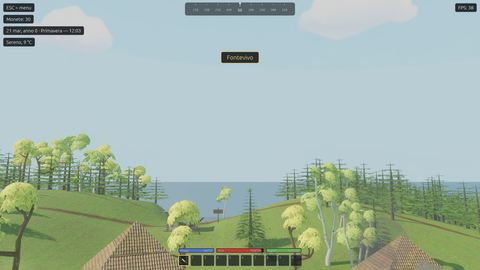 ESC = menu
Monete: 30
21 mar, anno 0 · Primavera — 12:03
Sereno, 9 °C
Fontevivo
FPS: 38